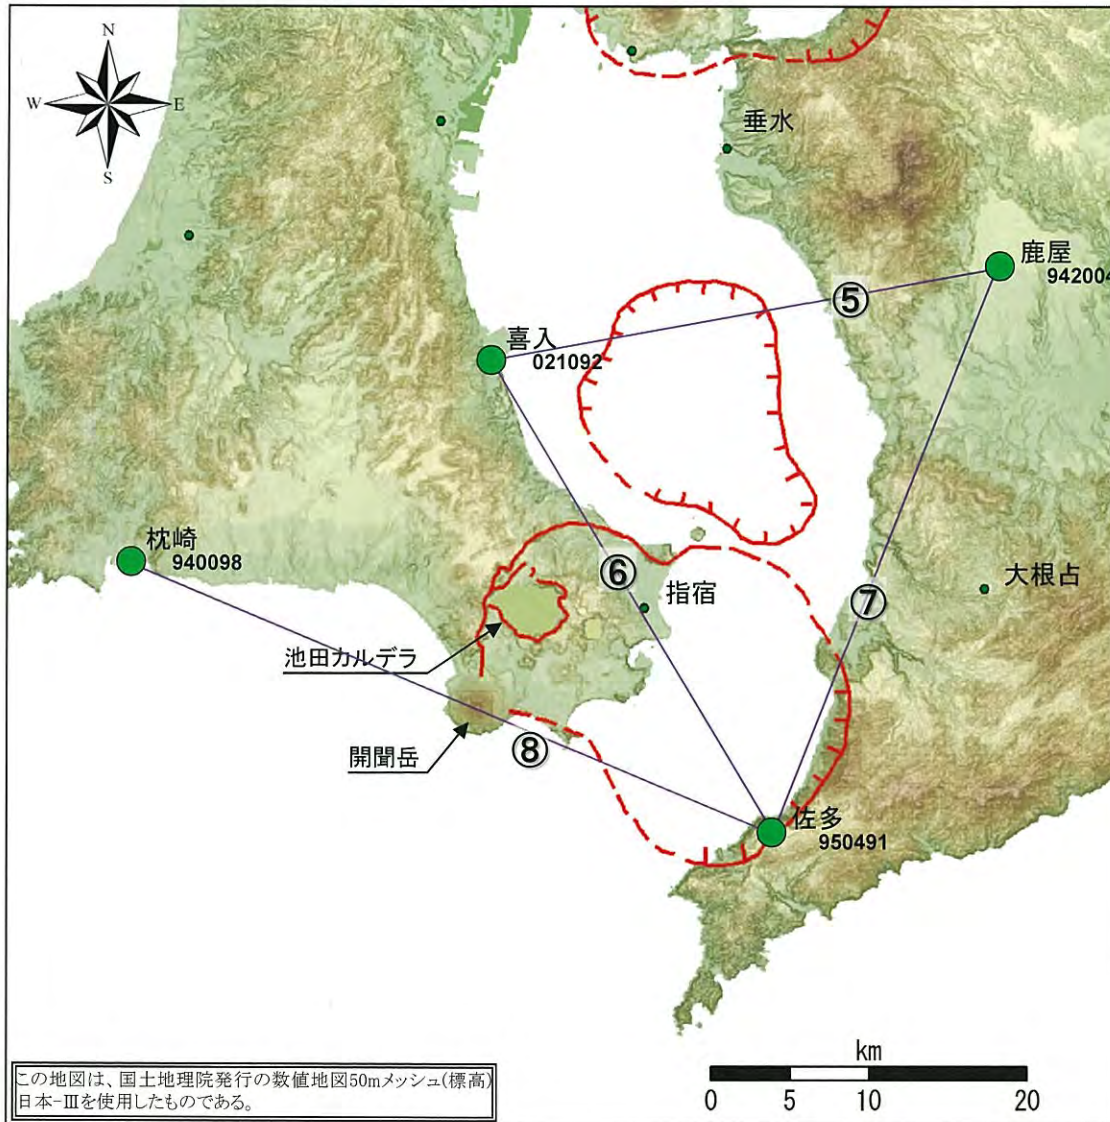 N
W
E
S
垂水
鹿屋
942004
⑤
喜入
021092
枕崎
940098
⑥
指宿
⑦
大根占
池田カルデラ
開聞岳
⑧
佐多
950491
km
0 5 10 20
この地図は、国土地理院発行の数値地図50mメッシュ(標高)
日本-Ⅲを使用したものである。